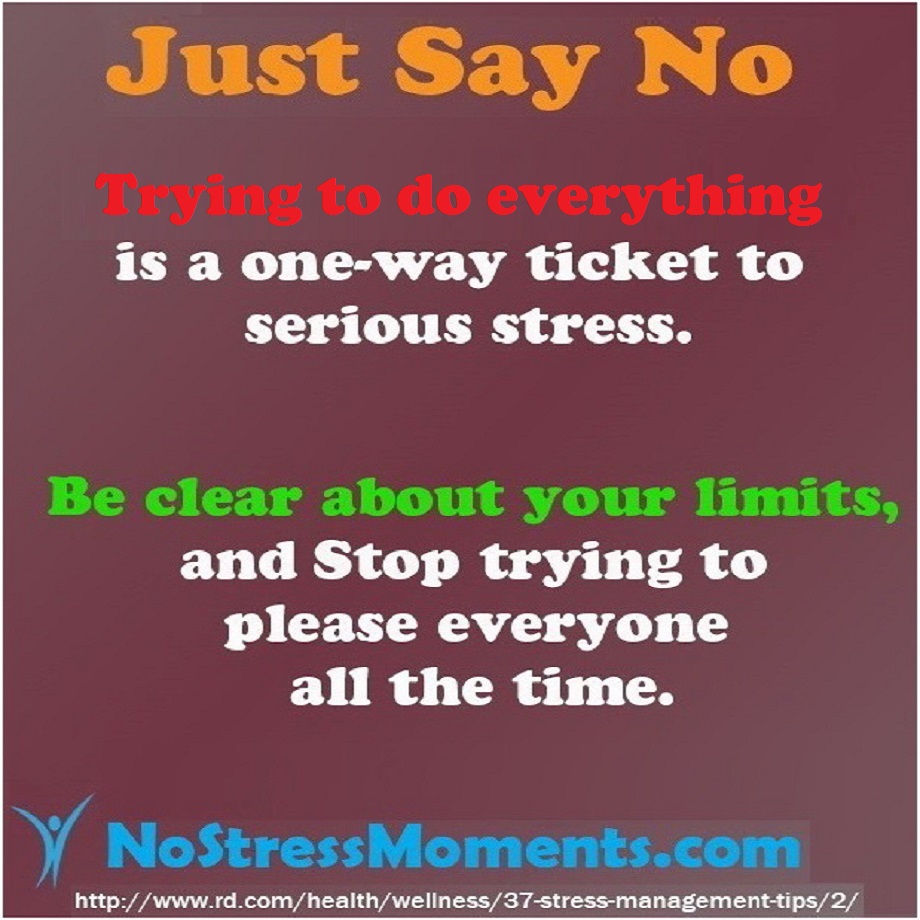 Just Say No
Trying to do everything
is a one-way ticket to
serious stress.
Be clear about your limits,
and Stop trying to
please everyone
all the time.
NoStressMoments.com
http://www.rd.com/health/wellness/37-stress-management-tips/2/